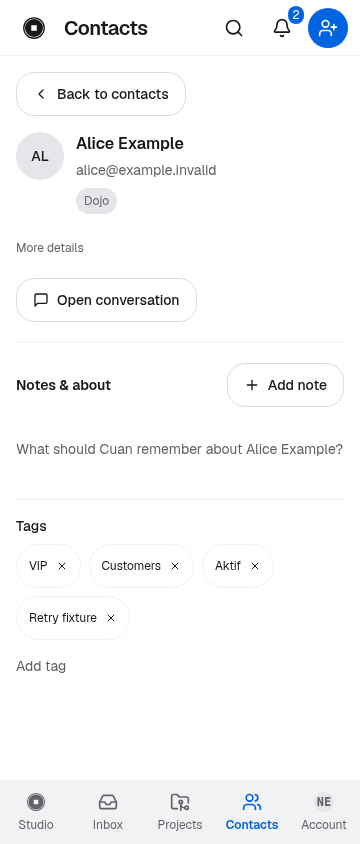 Contacts
2
Back to contacts
AL
Alice Example
alice@example.invalid
Dojo
More details
Open conversation
Notes & about
Add note
What should Cuan remember about Alice Example?
Tags
VIP
Customers
Aktif
Retry fixture
Add tag
NE
Studio
Inbox
Projects
Contacts
Account